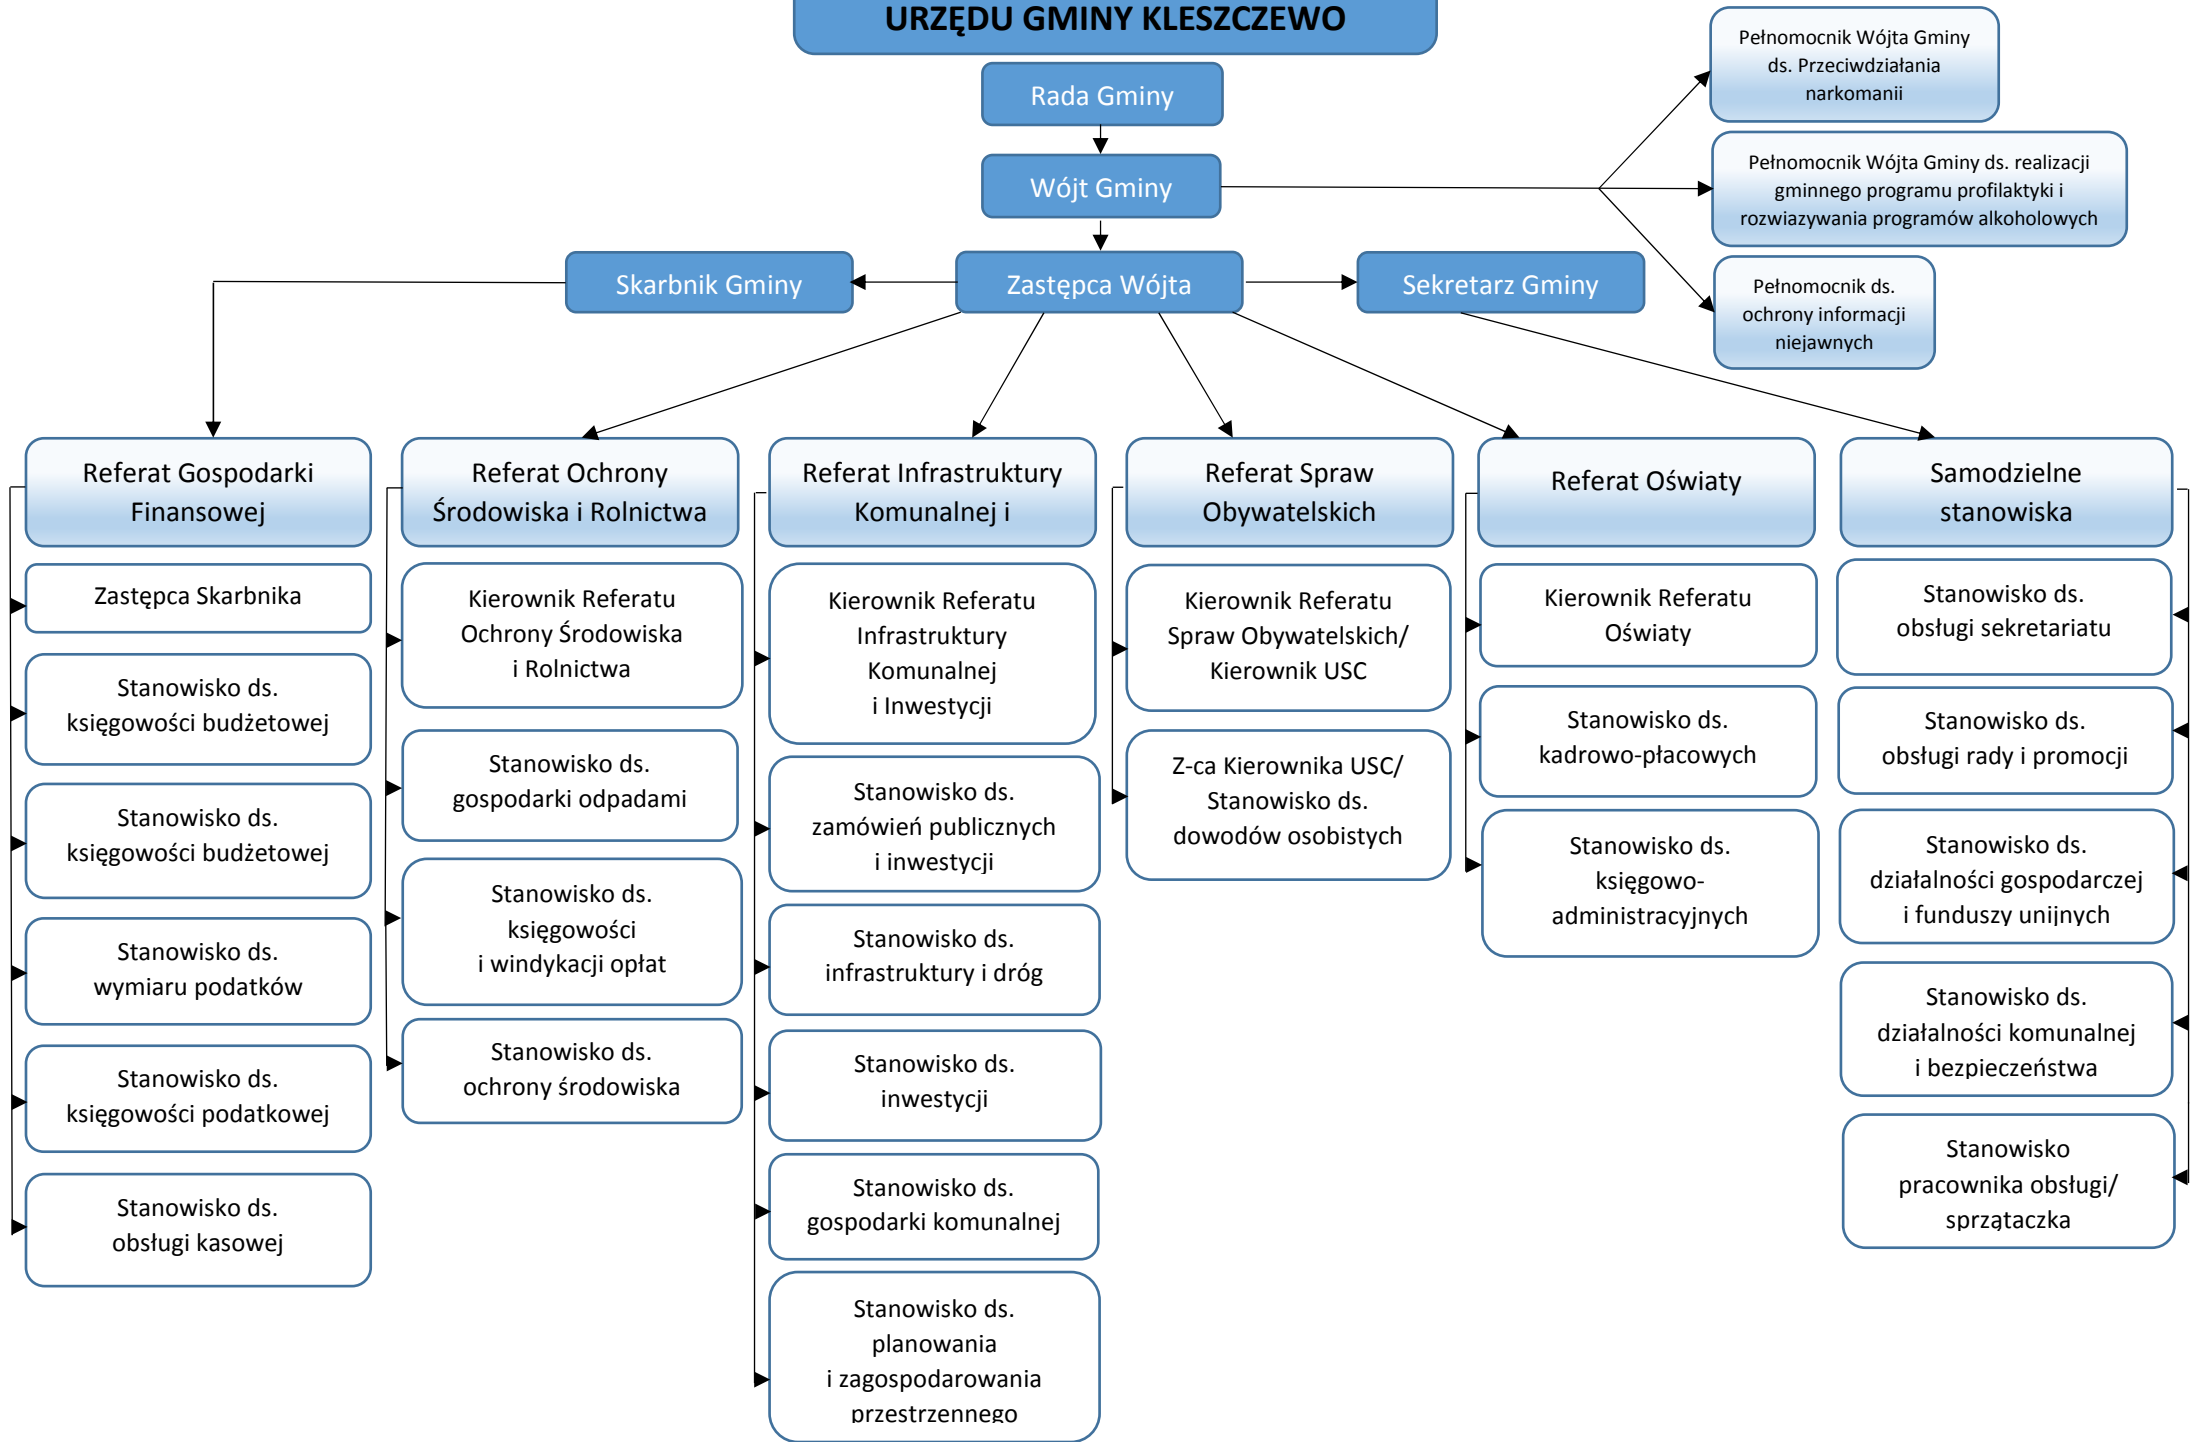 URZĘDU GMINY KLESZCZEWO
Rada Gminy
Wójt Gminy
Pełnomocnik Wójta Gminy
ds. Przeciwdziałania
narkomanii
Pełnomocnik Wójta Gminy ds. realizacji
gminnego programu profilaktyki i
rozwiazywania programów alkoholowych
Pełnomocnik ds.
ochrony informacji
niejawnych
Skarbnik Gminy
Zastępca Wójta
Sekretarz Gminy
Referat Gospodarki
Finansowej
Zastępca Skarbnika
Stanowisko ds.
księgowości budżetowej
Stanowisko ds.
księgowości budżetowej
Stanowisko ds.
wymiaru podatków
Stanowisko ds.
księgowości podatkowej
Stanowisko ds.
obsługi kasowej
Referat Ochrony
Środowiska i Rolnictwa
Kierownik Referatu
Ochrony Środowiska
i Rolnictwa
Stanowisko ds.
gospodarki odpadami
Stanowisko ds.
księgowości
i windykacji opłat
Stanowisko ds.
ochrony środowiska
Referat Infrastruktury
Komunalnej i
Kierownik Referatu
Infrastruktury
Komunalnej
i Inwestycji
Stanowisko ds.
zamówień publicznych
i inwestycji
Stanowisko ds.
infrastruktury i dróg
Stanowisko ds.
inwestycji
Stanowisko ds.
gospodarki komunalnej
Stanowisko ds.
planowania
i zagospodarowania
przestrzennego
Referat Spraw
Obywatelskich
Kierownik Referatu
Spraw Obywatelskich/
Kierownik USC
Z-ca Kierownika USC/
Stanowisko ds.
dowodów osobistych
Referat Oświaty
Kierownik Referatu
Oświaty
Stanowisko ds.
kadrowo-płacowych
Stanowisko ds.
księgowo-
administracyjnych
Samodzielne
stanowiska
Stanowisko ds.
obsługi sekretariatu
Stanowisko ds.
obsługi rady i promocji
Stanowisko ds.
działalności gospodarczej
i funduszy unijnych
Stanowisko ds.
działalności komunalnej
i bezpieczeństwa
Stanowisko
pracownika obsługi/
sprzątaczka